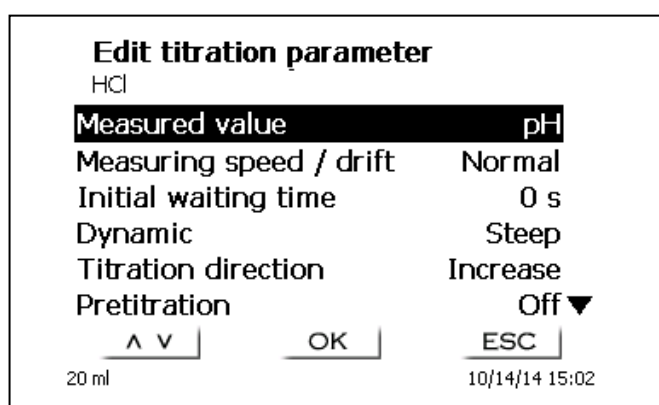 Edit titration parameter
HCl
Measured value pH
Measuring speed / drift Normal
Initial waiting time 0 s
Dynamic Steep
Titration direction Increase
Pretitration Off ▼
∧ ∨ OK ESC
20 ml 10/14/14 15:02